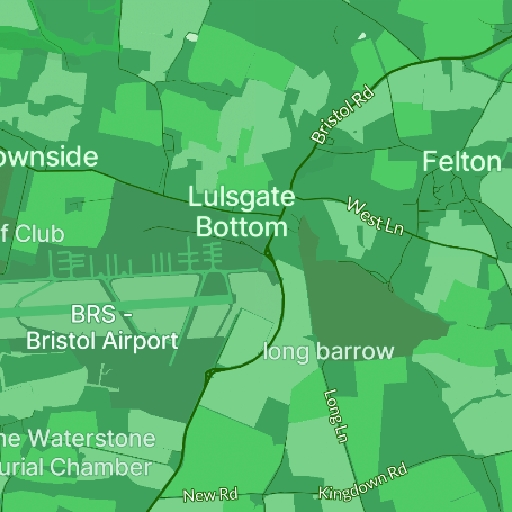 Bristol Rd
ownside
Felton
Lulsgate
Bottom
West Ln
f Club
BRS -
Bristol Airport
long barrow
Long Ln
ne Waterstone
urial Chamber
New Rd
Kingdown Rd